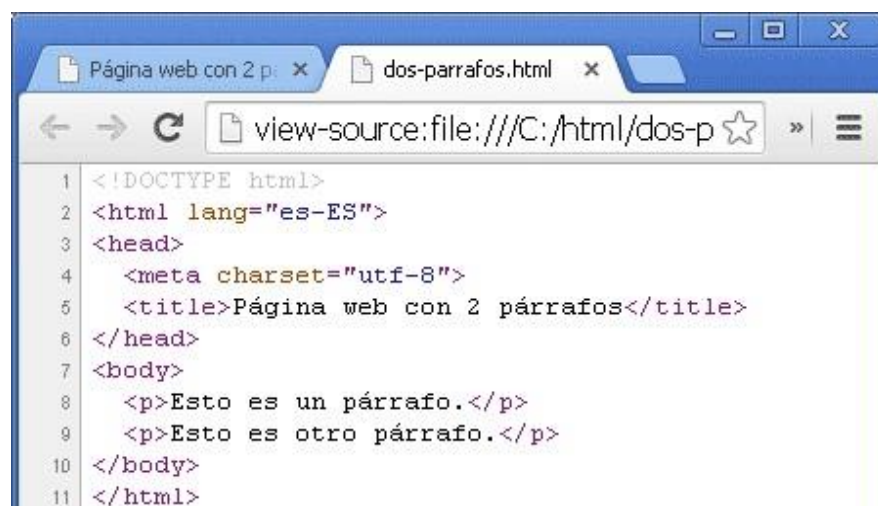 Página web con 2 p
dos-parrafos.html
view-source:file:///C:/html/dos-p
1 <!DOCTYPE html>
2 <html lang="es-ES">
3 <head>
4 <meta charset="utf-8">
5 <title>Página web con 2 párrafos</title>
6 </head>
7 <body>
8 <p>Esto es un párrafo.</p>
9 <p>Esto es otro párrafo.</p>
10 </body>
11 </html>